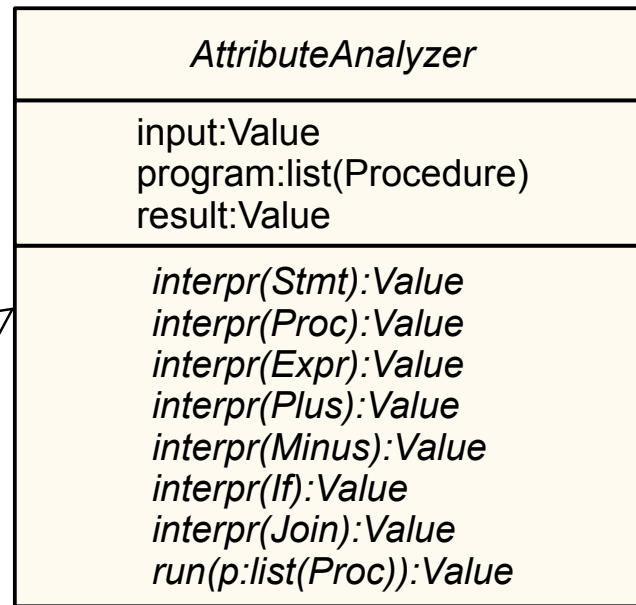 AttributeAnalyzer
input:Value
program:list(Procedure)
result:Value
interpr(Stmt):Value
interpr(Proc):Value
interpr(Expr):Value
interpr(Plus):Value
interpr(Minus):Value
interpr(If):Value
interpr(Join):Value
run(p:list(Proc)):Value